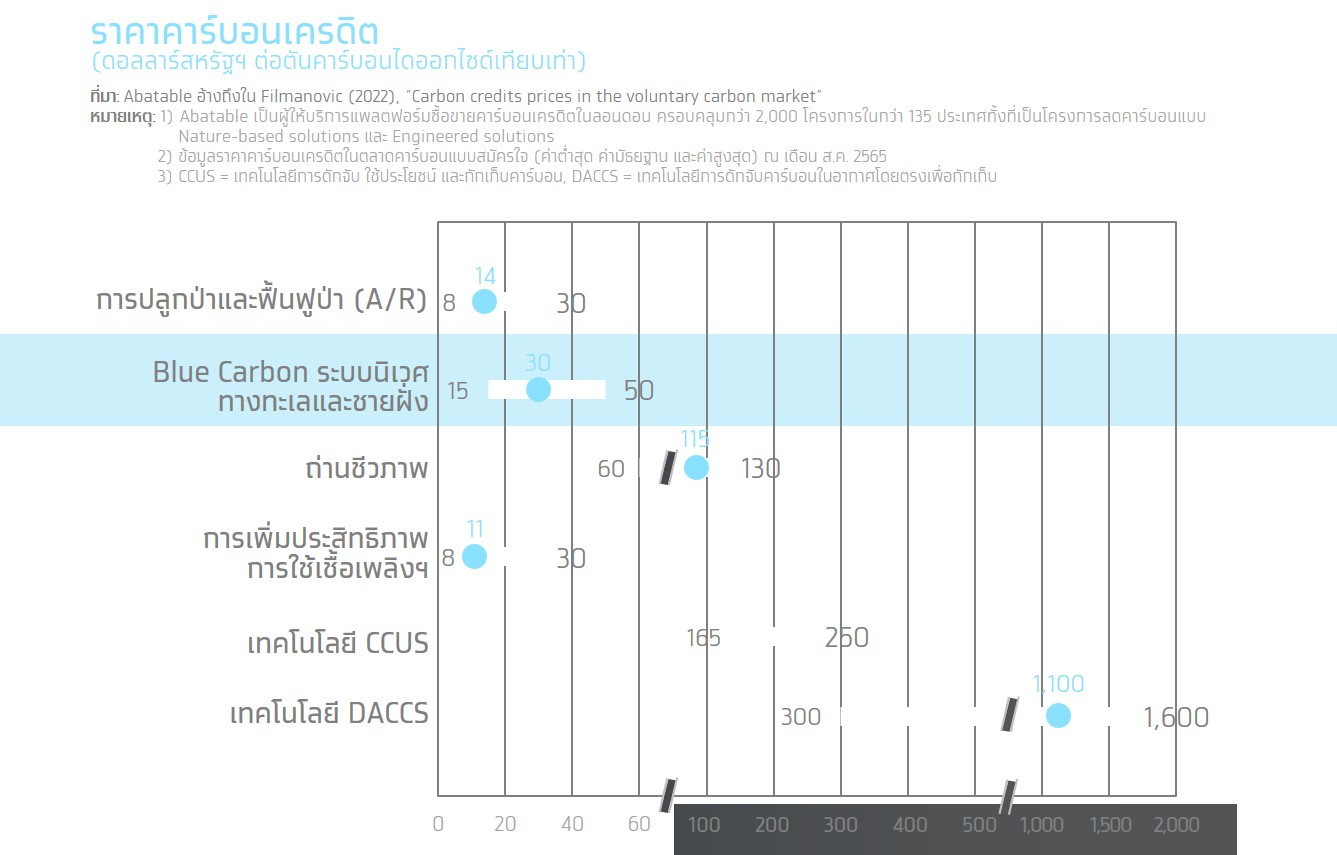 ราคาคาร์บอนเครดิต
(ดอลลาร์สหรัฐฯ ต่อตันคาร์บอนไดออกไซด์เทียบเท่า)
ที่มา: Abatable อ้างถึงใน Filmanovic (2022), "Carbon credits prices in the voluntary carbon market"
หมายเหตุ: 1) Abatable เป็นผู้ให้บริการแพลตฟอร์มซื้อขายคาร์บอนเครดิตในลอนดอน ครอบคลุมกว่า 2,000 โครงการในกว่า 135 ประเทศทั้งที่เป็นโครงการลดคาร์บอนแบบ
Nature-based solutions และ Engineered solutions
2) ข้อมูลราคาคาร์บอนเครดิตในตลาดคาร์บอนแบบสมัครใจ (ค่าต่ำสุด ค่ามัธยฐาน และค่าสูงสุด) ณ เดือน ส.ค. 2565
3) CCUS = เทคโนโลยีการดักจับ ใช้ประโยชน์ และกักเก็บคาร์บอน, DACCS = เทคโนโลยีการดักจับคาร์บอนในอากาศโดยตรงเพื่อกักเก็บ
14
การปลูกป่าและฟื้นฟูป่า (A/R) 8 30
30
Blue Carbon ระบบนิเวศ
ทางทะเลและชายฝั่ง
15 50
115
ถ่านชีวภาพ 60 130
11
การเพิ่มประสิทธิภาพ
การใช้เชื้อเพลิงฯ
8 30
เทคโนโลยี CCUS 165 250
1,100
เทคโนโลยี DACCS 300 1,600
0 20 40 60 100 200 300 400 500 1,000 1,500 2,000